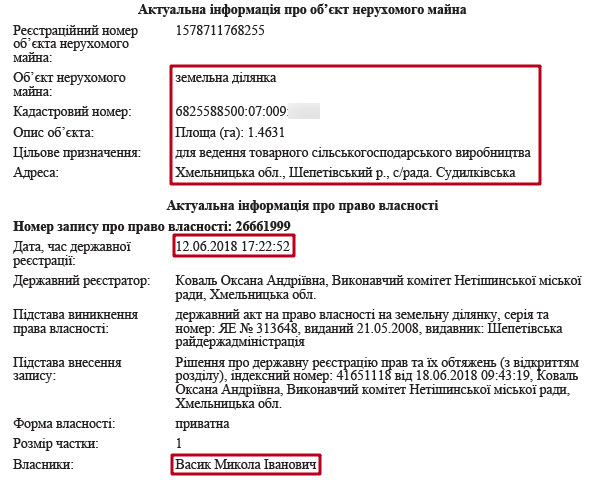 Актуальна інформація про об’єкт нерухомого майна
Реєстраційний номер 1578711768255
об’єкта нерухомого
майна:
Об’єкт нерухомого земельна ділянка
майна:
Кадастровий номер: 6825588500:07:009:
Опис об’єкта: Площа (га): 1.4631
Цільове призначення: для ведення товарного сільськогосподарського виробництва
Адреса: Хмельницька обл., Шепетівський р., с/рада. Судилківська
Актуальна інформація про право власності
Номер запису про право власності: 26661999
Дата, час державної 12.06.2018 17:22:52
реєстрації:
Державний реєстратор: Коваль Оксана Андріївна, Виконавчий комітет Нетішинської міської
ради, Хмельницька обл.
Підстава виникнення державний акт на право власності на земельну ділянку, серія та
права власності: номер: ЯЕ № 313648, виданий 21.05.2008, видавник: Шепетівська
райдержадміністрація
Підстава внесення Рішення про державну реєстрацію прав та їх обтяжень (з відкриттям
запису: розділу), індексний номер: 41651118 від 18.06.2018 09:43:19, Коваль
Оксана Андріївна, Виконавчий комітет Нетішинської міської ради,
Хмельницька обл.
Форма власності: приватна
Розмір частки: 1
Власники: Васик Микола Іванович